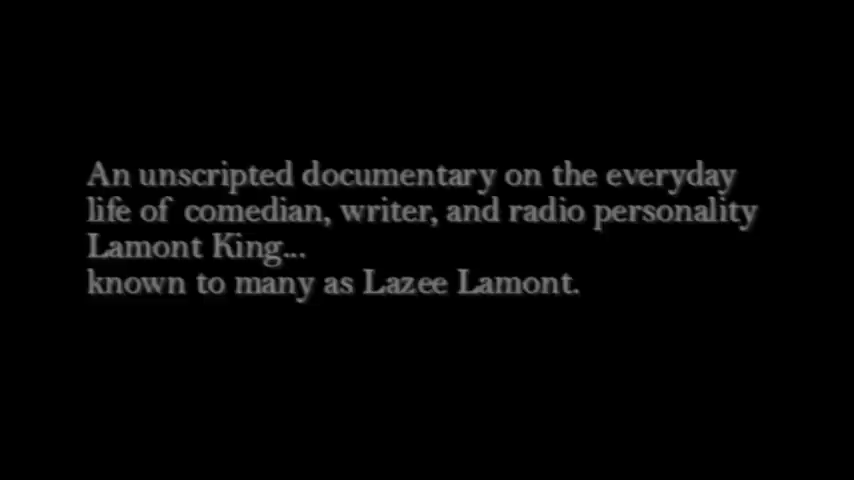 An unscripted documentary on the everyday
life of comedian, writer, and radio personality
Lamont King...
known to many as Lazee Lamont.